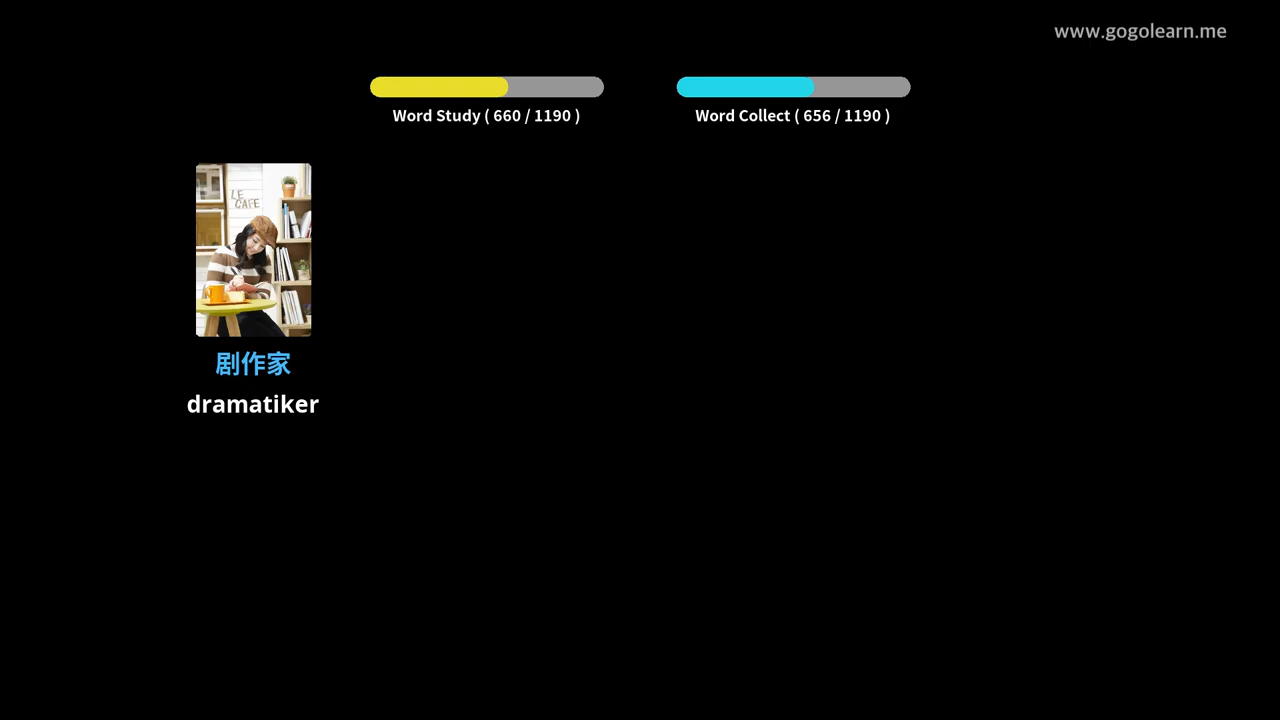 www.gogolearn.me
Word Study ( 660 / 1190 )
Word Collect ( 656 / 1190 )
LE
CAFE
剧作家
dramatiker